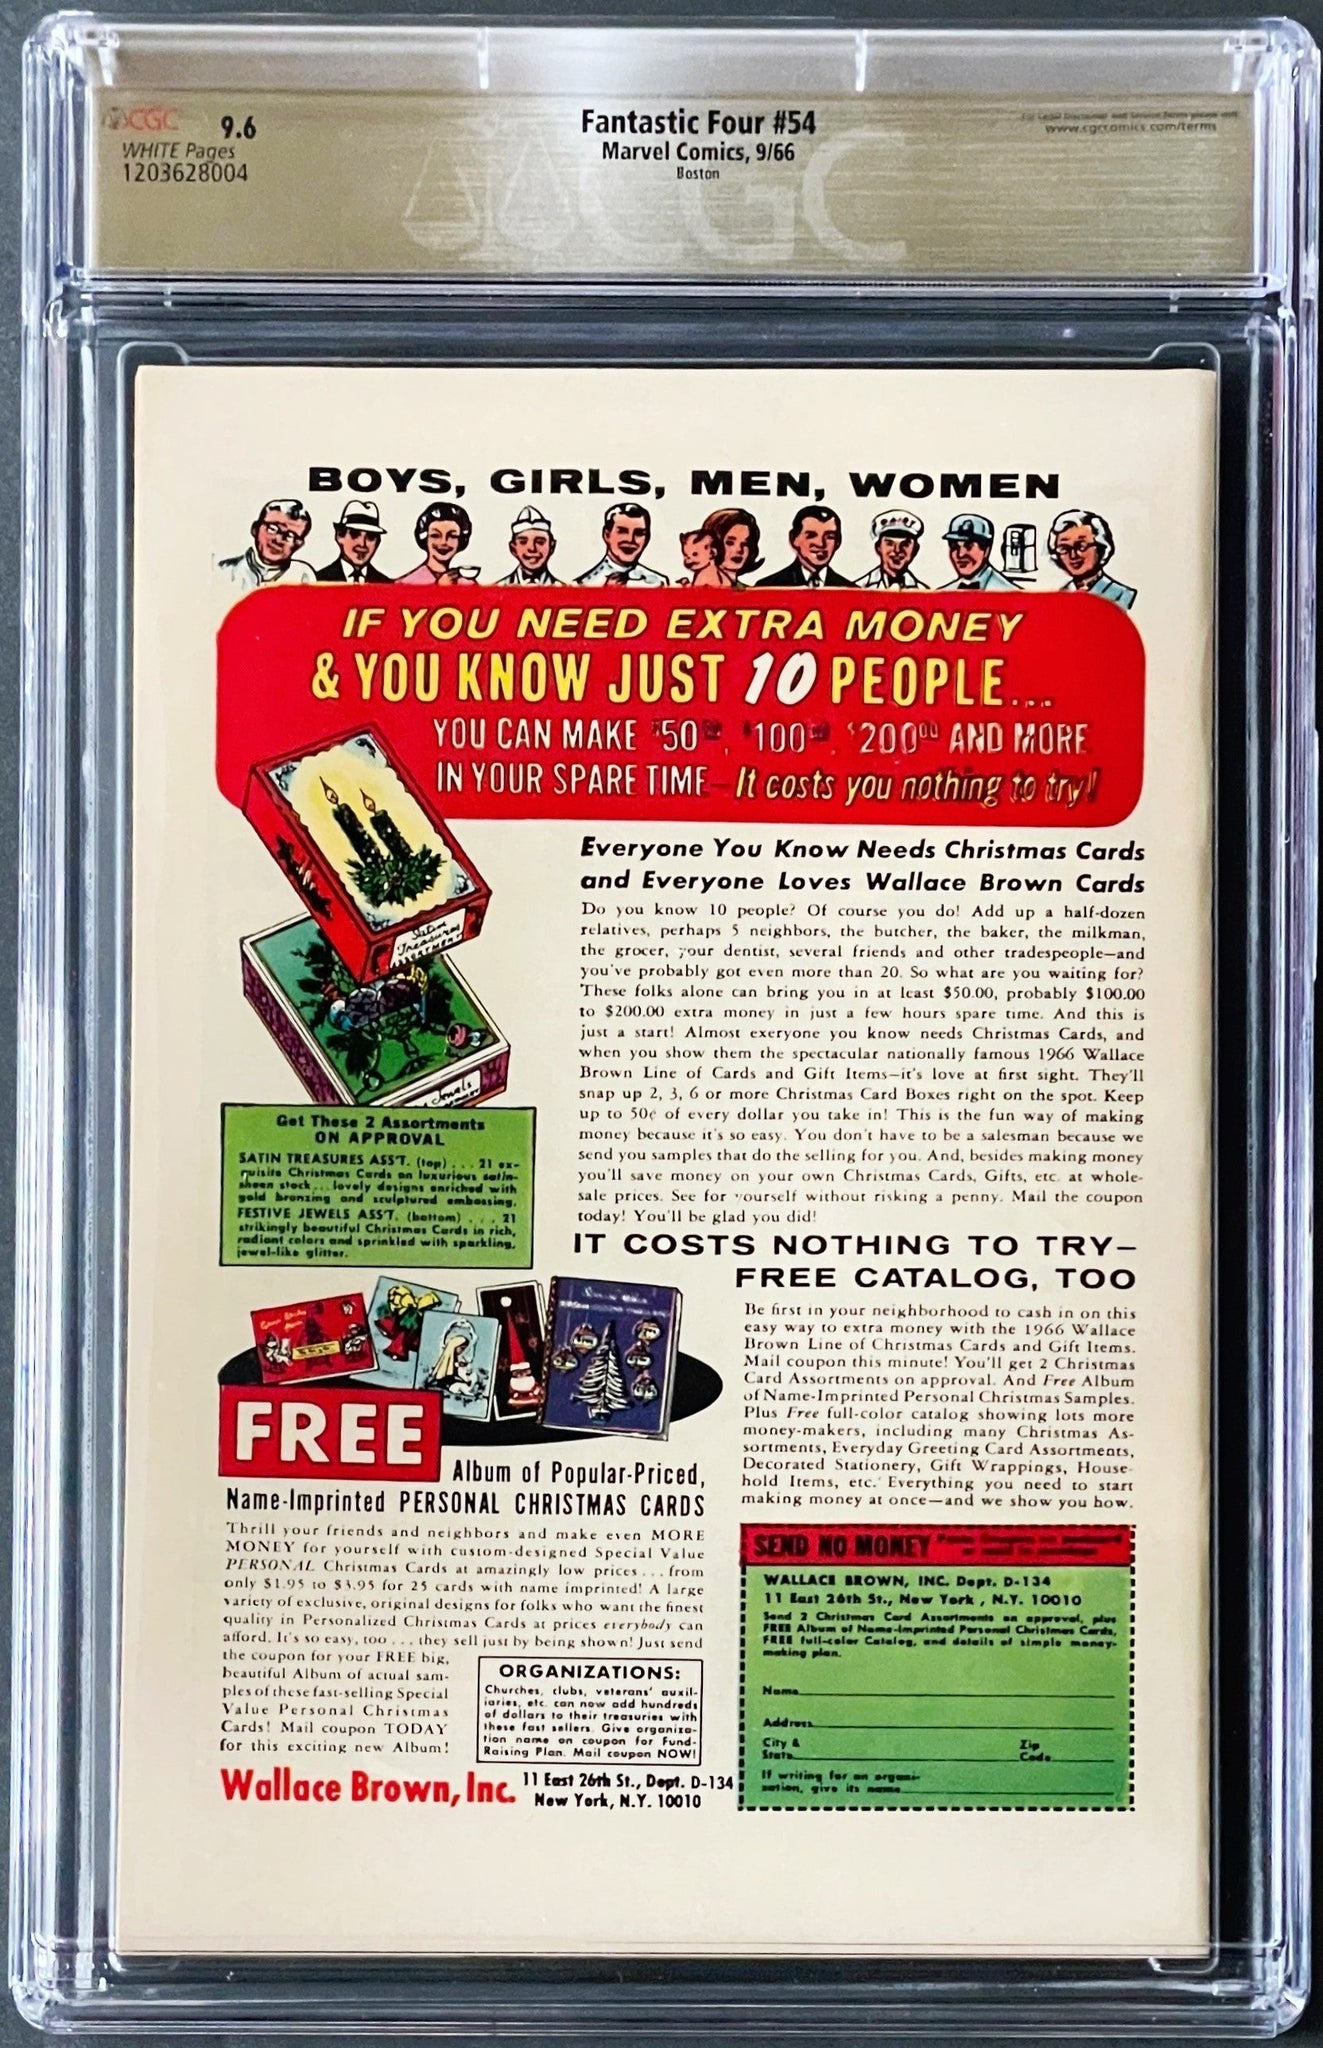 CGC 9.6
WHITE Pages
1203628004
Fantastic Four #54
Marvel Comics, 9/66
Boston
www.cgccomics.com/terms
CGC
BOYS, GIRLS, MEN, WOMEN
IF YOU NEED EXTRA MONEY
& YOU KNOW JUST 10 PEOPLE...
YOU CAN MAKE $50.00, $100.00, $200.00 AND MORE
IN YOUR SPARE TIME - It costs you nothing to try!
Satin
Treasures
ASSORTMENT
Jewels
Get These 2 Assortments
ON APPROVAL
SATIN TREASURES ASS'T. (top) . . . 21 ex-
quisite Christmas Cards on luxurious satin-
sheen stock... lovely designs enriched with
gold bronzing and sculptured embossing.
FESTIVE JEWELS ASS'T. (bottom) . . . 21
strikingly beautiful Christmas Cards in rich,
radiant colors and sprinkled with sparkling,
jewel-like glitter.
Everyone You Know Needs Christmas Cards
and Everyone Loves Wallace Brown Cards
Do you know 10 people? Of course you do! Add up a half-dozen
relatives, perhaps 5 neighbors, the butcher, the baker, the milkman,
the grocer, your dentist, several friends and other tradespeople—and
you've probably got even more than 20. So what are you waiting for?
These folks alone can bring you in at least $50.00, probably $100.00
to $200.00 extra money in just a few hours spare time. And this is
just a start! Almost exeryone you know needs Christmas Cards, and
when you show them the spectacular nationally famous 1966 Wallace
Brown Line of Cards and Gift Items—it's love at first sight. They'll
snap up 2, 3, 6 or more Christmas Card Boxes right on the spot. Keep
up to 50¢ of every dollar you take in! This is the fun way of making
money because it's so easy. You don't have to be a salesman because we
send you samples that do the selling for you. And, besides making money
you'll save money on your own Christmas Cards, Gifts, etc. at whole-
sale prices. See for yourself without risking a penny. Mail the coupon
today! You'll be glad you did!
IT COSTS NOTHING TO TRY–
FREE CATALOG, TOO
Be first in your neighborhood to cash in on this
easy way to extra money with the 1966 Wallace
Brown Line of Christmas Cards and Gift Items.
Mail coupon this minute! You'll get 2 Christmas
Card Assortments on approval. And Free Album
of Name-Imprinted Personal Christmas Samples.
Plus Free full-color catalog showing lots more
money-makers, including many Christmas As-
sortments, Everyday Greeting Card Assortments,
Decorated Stationery, Gift Wrappings, House-
hold Items, etc. Everything you need to start
making money at once—and we show you how.
FREE
Album of Popular-Priced,
Name-Imprinted PERSONAL CHRISTMAS CARDS
Thrill your friends and neighbors and make even MORE
MONEY for yourself with custom-designed Special Value
PERSONAL Christmas Cards at amazingly low prices . . . from
only $1.95 to $3.95 for 25 cards with name imprinted! A large
variety of exclusive, original designs for folks who want the finest
quality in Personalized Christmas Cards at prices everybody can
afford. It's so easy, too . . . they sell just by being shown! Just send
the coupon for your FREE big,
beautiful Album of actual sam-
ples of these fast-selling Special
Value Personal Christmas
Cards! Mail coupon TODAY
for this exciting new Album!
ORGANIZATIONS:
Churches, clubs, veterans' auxil-
iaries, etc. can now add hundreds
of dollars to their treasuries with
these fast sellers. Give organiza-
tion name on coupon for Fund-
Raising Plan. Mail coupon NOW!
Wallace Brown, Inc. 11 East 26th St., Dept. D-134
New York, N.Y. 10010
SEND NO MONEY
WALLACE BROWN, INC. Dept. D-134
11 East 26th St., New York, N.Y. 10010
Send 2 Christmas Card Assortments on approval, plus
FREE Album of Name-Imprinted Personal Christmas Cards,
FREE full-color Catalog, and details of simple money-
making plan.
Name
Address
City & State Zip Code
If writing for an organi-
zation, give its name